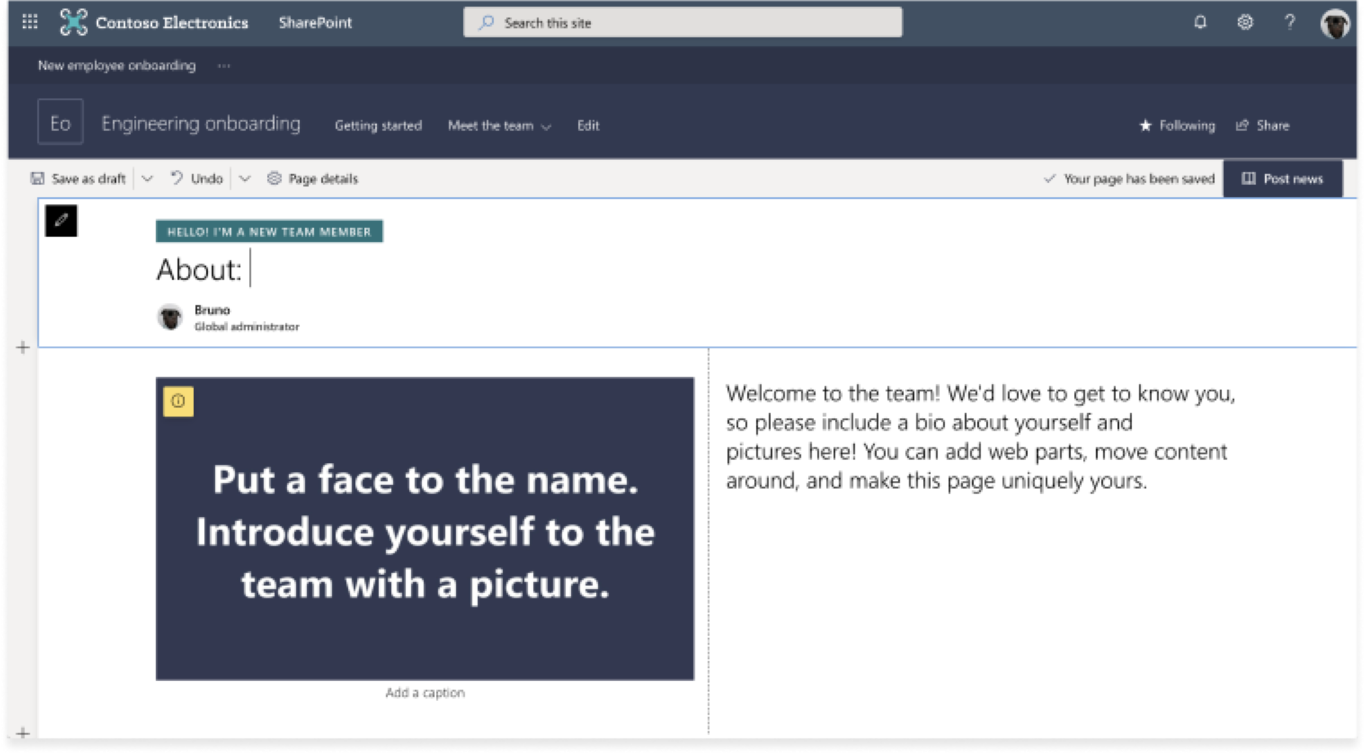 Contoso Electronics SharePoint Search this site ?
New employee onboarding ...
Eo Engineering onboarding Getting started Meet the team Edit Following Share
Save as draft Undo Page details Your page has been saved Post news
HELLO! I'M A NEW TEAM MEMBER
About:
Bruno
Global administrator
Put a face to the name.
Introduce yourself to the
team with a picture.
Add a caption
Welcome to the team! We'd love to get to know you,
so please include a bio about yourself and
pictures here! You can add web parts, move content
around, and make this page uniquely yours.